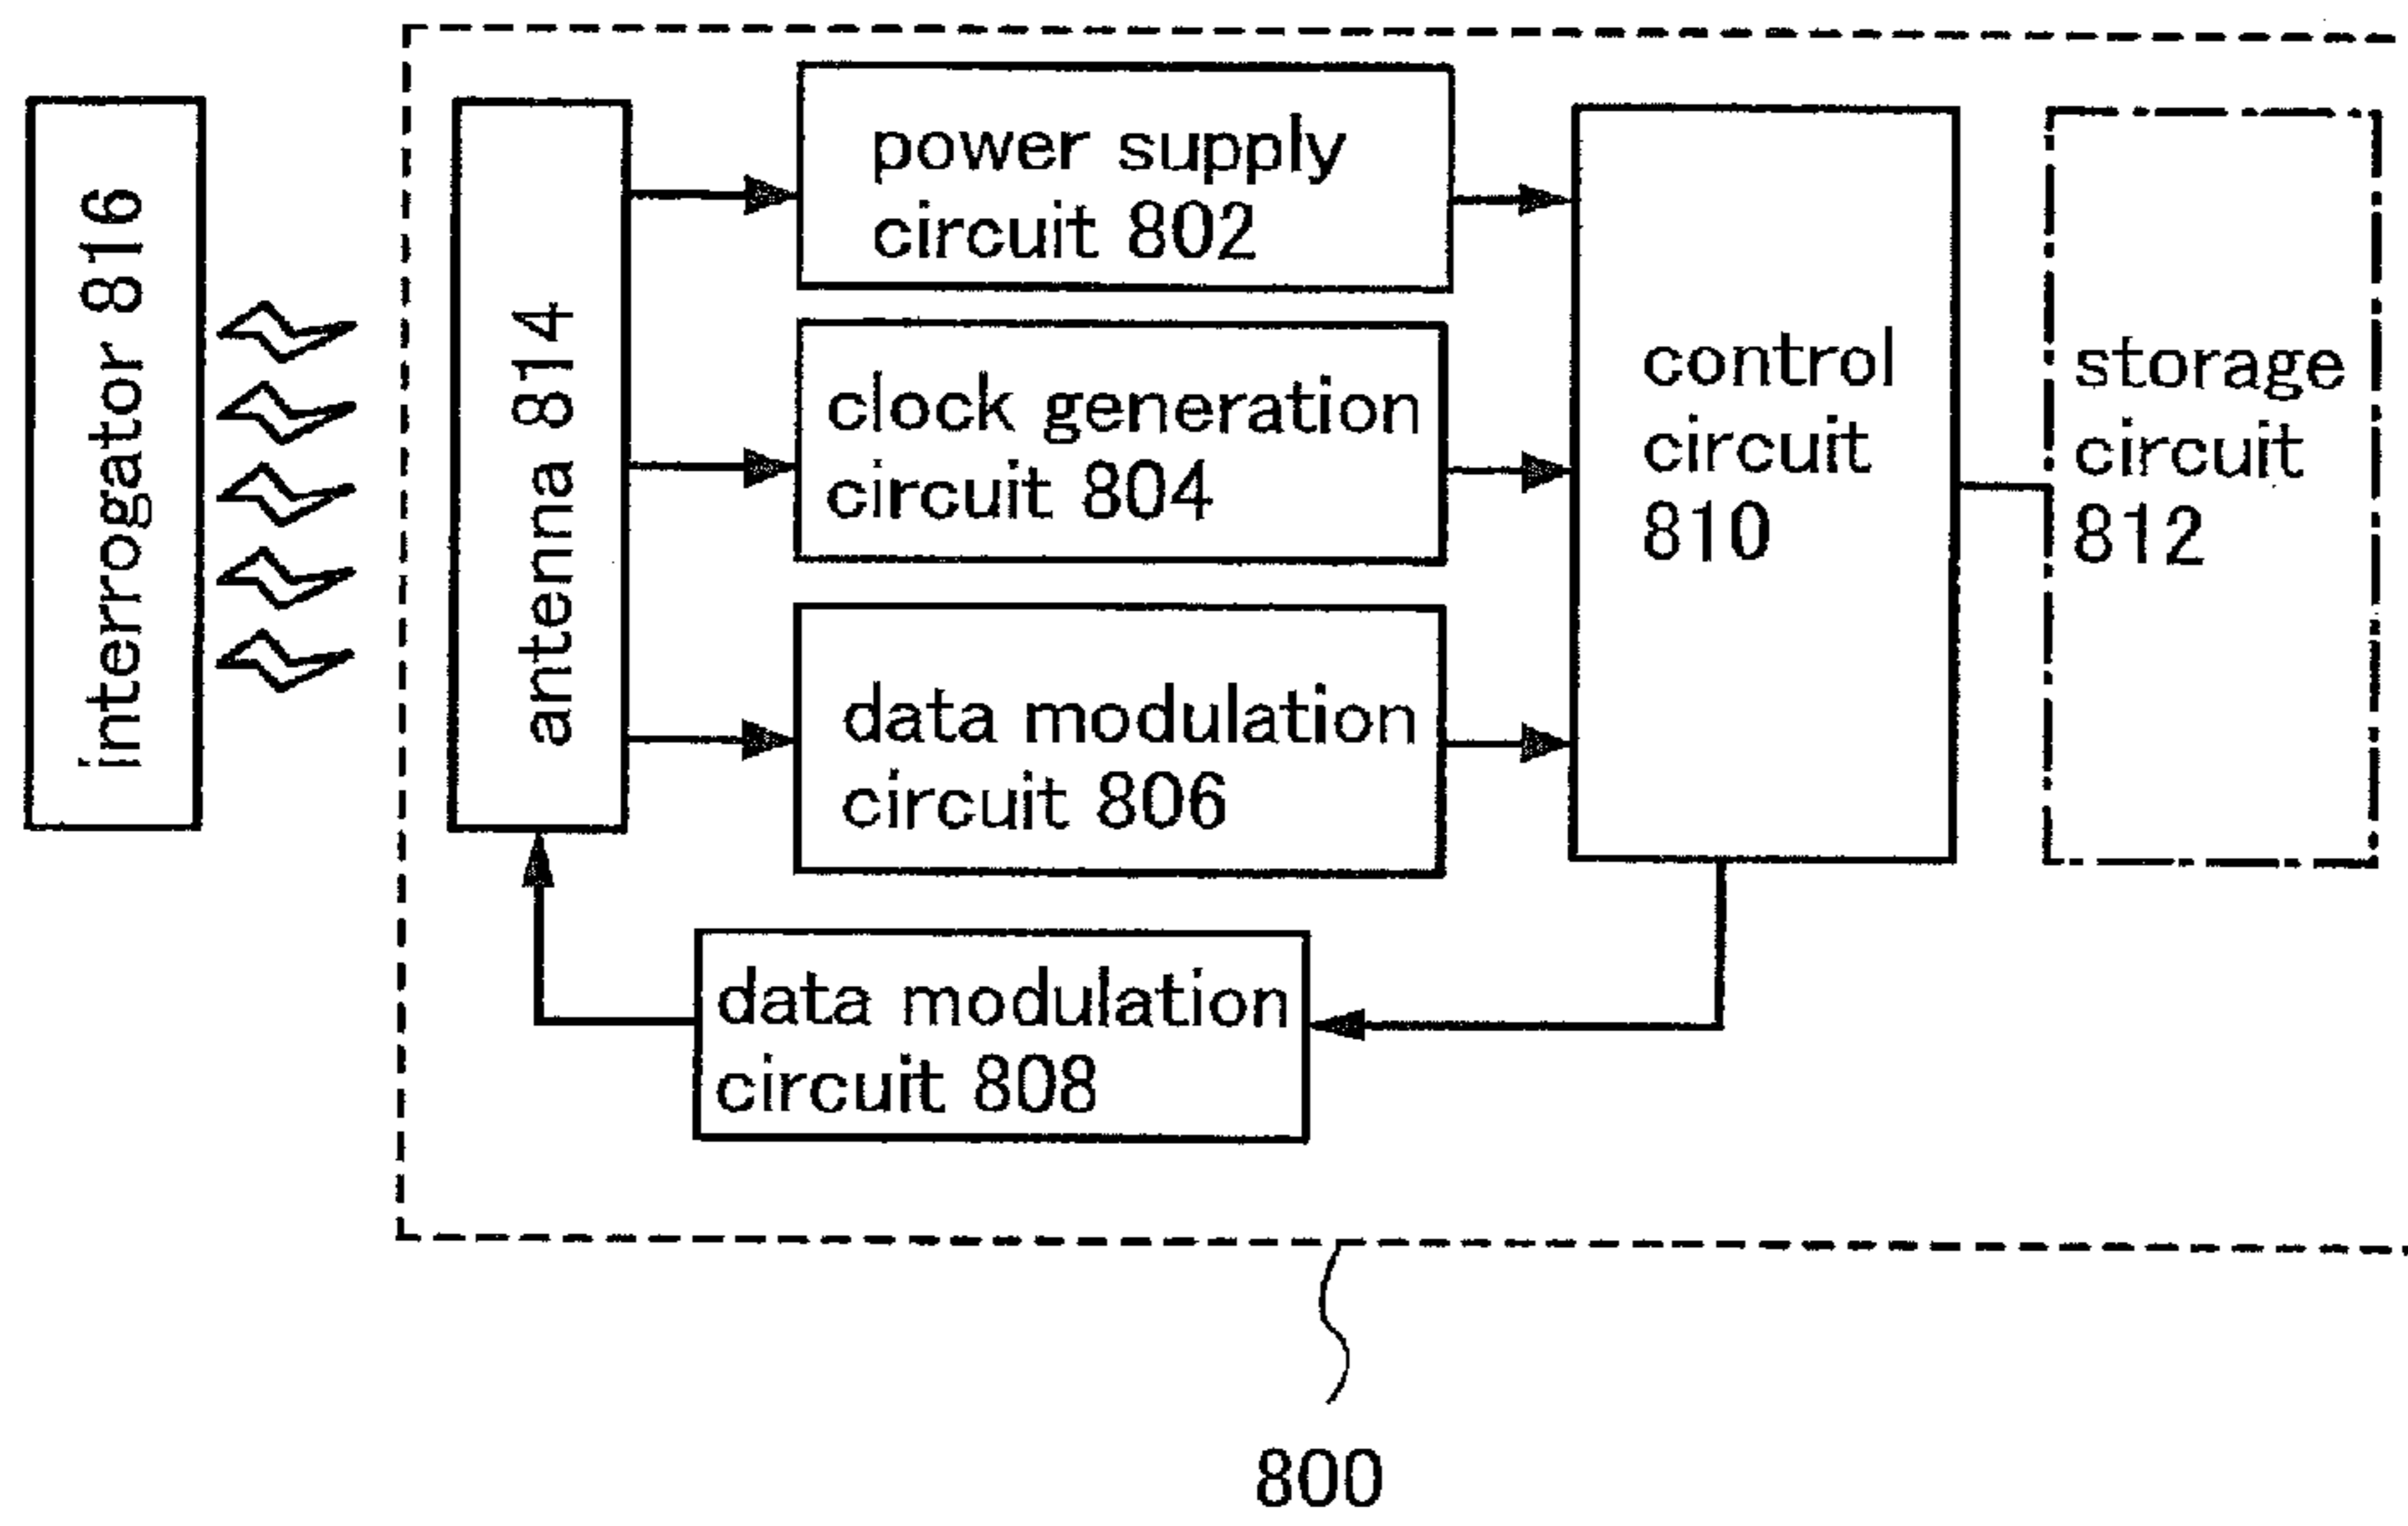 interrogator 816
antenna 814
power supply
circuit 802
clock generation
circuit 804
data modulation
circuit 806
data modulation
circuit 808
control
circuit
810
storage
circuit
812
800